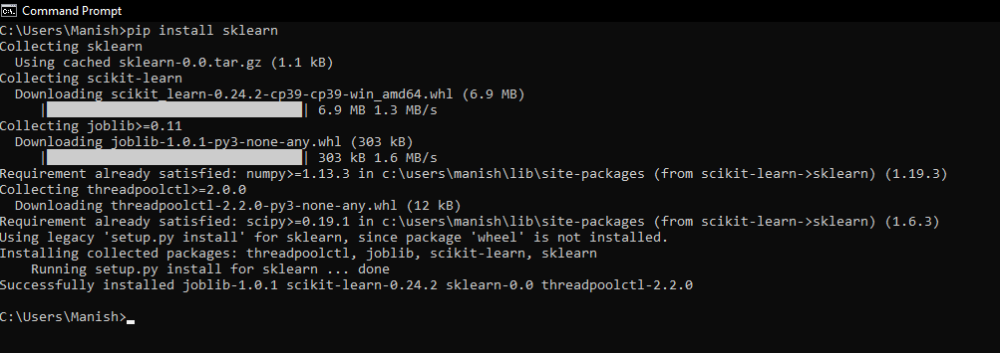 Command Prompt
C:\Users\Manish>pip install sklearn
Collecting sklearn
  Using cached sklearn-0.0.tar.gz (1.1 kB)
Collecting scikit-learn
  Downloading scikit_learn-0.24.2-cp39-cp39-win_amd64.whl (6.9 MB)
     |████████████████████████████████| 6.9 MB 1.3 MB/s
Collecting joblib>=0.11
  Downloading joblib-1.0.1-py3-none-any.whl (303 kB)
     |████████████████████████████████| 303 kB 1.6 MB/s
Requirement already satisfied: numpy>=1.13.3 in c:\users\manish\lib\site-packages (from scikit-learn->sklearn) (1.19.3)
Collecting threadpoolctl>=2.0.0
  Downloading threadpoolctl-2.2.0-py3-none-any.whl (12 kB)
Requirement already satisfied: scipy>=0.19.1 in c:\users\manish\lib\site-packages (from scikit-learn->sklearn) (1.6.3)
Using legacy 'setup.py install' for sklearn, since package 'wheel' is not installed.
Installing collected packages: threadpoolctl, joblib, scikit-learn, sklearn
    Running setup.py install for sklearn ... done
Successfully installed joblib-1.0.1 scikit-learn-0.24.2 sklearn-0.0 threadpoolctl-2.2.0
C:\Users\Manish>